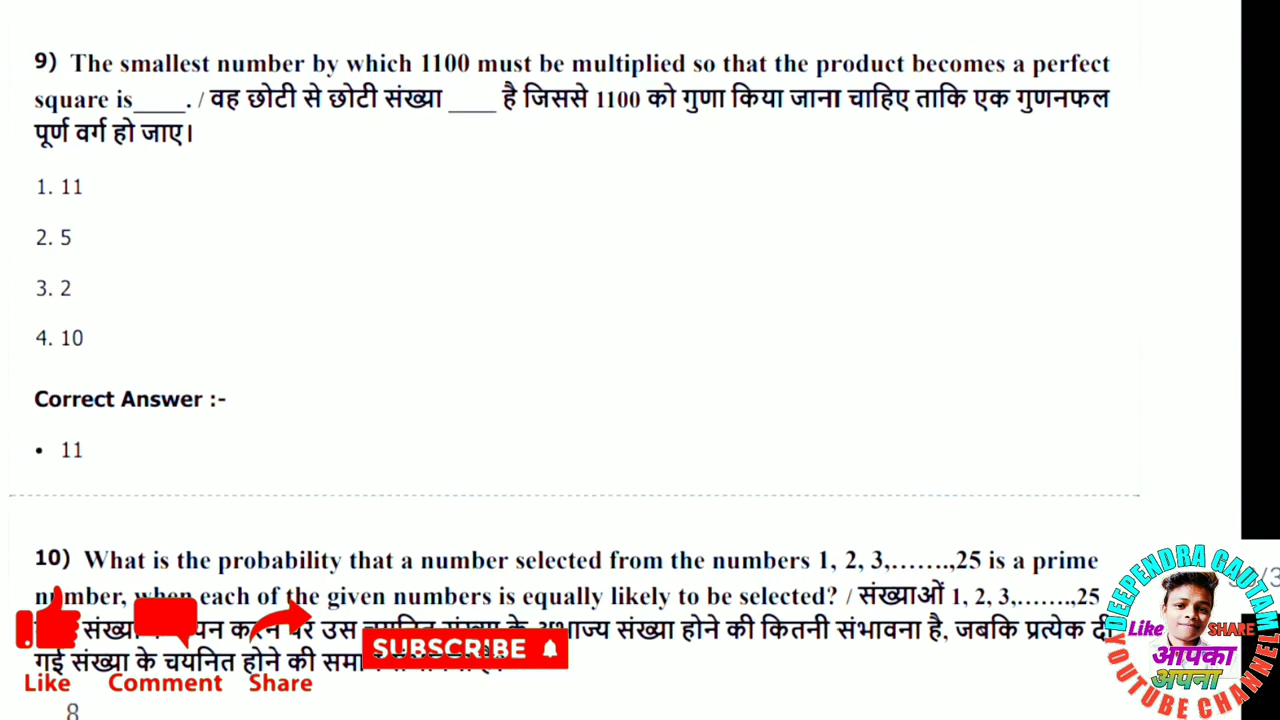 9) The smallest number by which 1100 must be multiplied so that the product becomes a perfect
square is____. / वह छोटी से छोटी संख्या ____ है जिससे 1100 को गुणा किया जाना चाहिए ताकि एक गुणनफल
पूर्ण वर्ग हो जाए।
1. 11
2. 5
3. 2
4. 10
Correct Answer :-
• 11
10) What is the probability that a number selected from the numbers 1, 2, 3,…….,25 is a prime
number, when each of the given numbers is equally likely to be selected? / संख्याओं 1, 2, 3,…….,25
संख्या करने पर उस संख्या होने की कितनी संभावना है, जबकि प्रत्येक दी
गई संख्या के चयनित होने की
8
/3
Like
Comment
Share
SUBSCRIBE
DEEPENDRA GAUTAM
Like SHARE
आपका
अपना
YOUTUBE CHANNEL